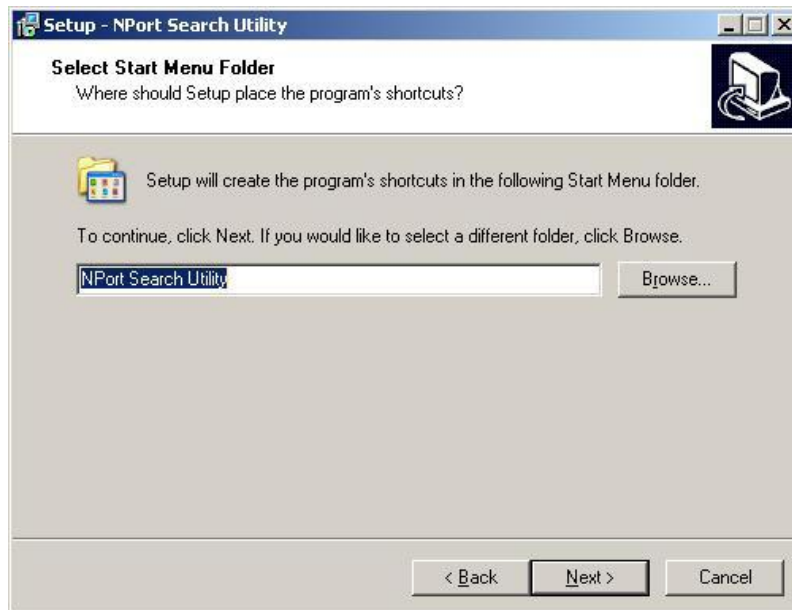 Setup - NPort Search Utility
Select Start Menu Folder
Where should Setup place the program's shortcuts?
Setup will create the program's shortcuts in the following Start Menu folder.
To continue, click Next. If you would like to select a different folder, click Browse.
NPort Search Utility
Browse...
< Back
Next >
Cancel